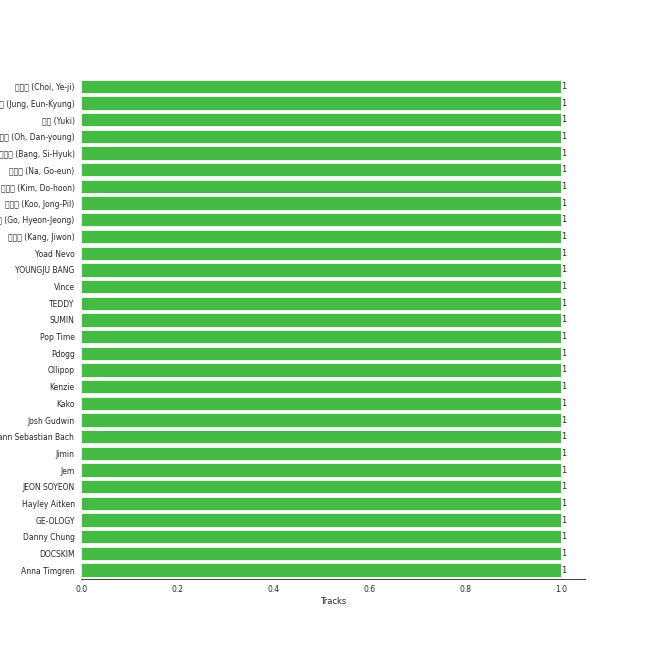 (Choi, Ye-ji) 1
(Jung, Eun-Kyung) 1
(Yuki) 1
(Oh, Dan-young) 1
(Bang, Si-Hyuk) 1
(Na, Go-eun) 1
(Kim, Do-hoon) 1
(Koo, Jong-Pil) 1
(Go, Hyeon-Jeong) 1
(Kang, Jiwon) 1
Yoad Nevo 1
YOUNGJU BANG 1
Vince 1
TEDDY 1
SUMIN 1
Pop Time 1
Pdogg 1
Ollipop 1
Kenzie 1
Kako 1
Josh Gudwin 1
ann Sebastian Bach 1
Jimin 1
Jem 1
JEON SOYEON 1
Hayley Aitken 1
GE-OLOGY 1
Danny Chung 1
DOCSKIM 1
Anna Timgren 1
0.0 0.2 0.4 0.6 0.8 1.0
Tracks